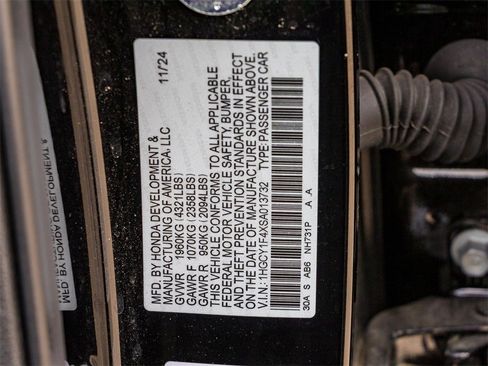 MFD. BY HONDA DEVELOPMENT &
MANUFACTURING OF AMERICA, LLC 11/24
GVWR 1960KG (4321LBS)
GAWR F 1070KG (2358LBS)
GAWR R 950KG (2094LBS)
THIS VEHICLE CONFORMS TO ALL APPLICABLE
FEDERAL MOTOR VEHICLE SAFETY, BUMPER,
AND THEFT PREVENTION STANDARDS IN EFFECT
ON THE DATE OF MANUFACTURE SHOWN ABOVE.
V.I.N: 1HGCY1F4XSA013732 TYPE:PASSENGER CAR
30A S AB6 NH731P A A
MFD. BY HONDA DEVELOPMENT &